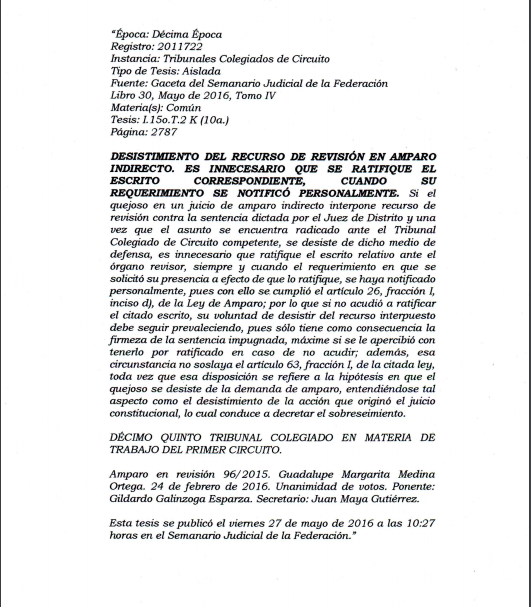 "Época: Décima Época
Registro: 2011722
Instancia: Tribunales Colegiados de Circuito
Tipo de Tesis: Aislada
Fuente: Gaceta del Semanario Judicial de la Federación
Libro 30, Mayo de 2016, Tomo IV
Materia(s): Común
Tesis: I.15o.T.2 K (10a.)
Página: 2787
DESISTIMIENTO DEL RECURSO DE REVISIÓN EN AMPARO
INDIRECTO. ES INNECESARIO QUE SE RATIFIQUE EL
ESCRITO CORRESPONDIENTE, CUANDO SU
REQUERIMIENTO SE NOTIFICÓ PERSONALMENTE. Si el
quejoso en un juicio de amparo indirecto interpone recurso de
revisión contra la sentencia dictada por el Juez de Distrito y una
vez que el asunto se encuentra radicado ante el Tribunal
Colegiado de Circuito competente, se desiste de dicho medio de
defensa, es innecesario que ratifique el escrito relativo ante el
órgano revisor, siempre y cuando el requerimiento en que se
solicitó su presencia a efecto de que lo ratifique, se haya notificado
personalmente, pues con ello se cumplió el artículo 26, fracción I,
inciso d), de la Ley de Amparo; por lo que si no acudió a ratificar
el citado escrito, su voluntad de desistir del recurso interpuesto
debe seguir prevaleciendo, pues sólo tiene como consecuencia la
firmeza de la sentencia impugnada, máxime si se le apercibió con
tenerlo por ratificado en caso de no acudir; además, esa
circunstancia no soslaya el artículo 63, fracción I, de la citada ley,
toda vez que esa disposición se refiere a la hipótesis en que el
quejoso se desiste de la demanda de amparo, entendiéndose tal
aspecto como el desistimiento de la acción que originó el juicio
constitucional, lo cual conduce a decretar el sobreseimiento.
DÉCIMO QUINTO TRIBUNAL COLEGIADO EN MATERIA DE
TRABAJO DEL PRIMER CIRCUITO.
Amparo en revisión 96/2015. Guadalupe Margarita Medina
Ortega. 24 de febrero de 2016. Unanimidad de votos. Ponente:
Gildardo Galinzoga Esparza. Secretario: Juan Maya Gutiérrez.
Esta tesis se publicó el viernes 27 de mayo de 2016 a las 10:27
horas en el Semanario Judicial de la Federación."